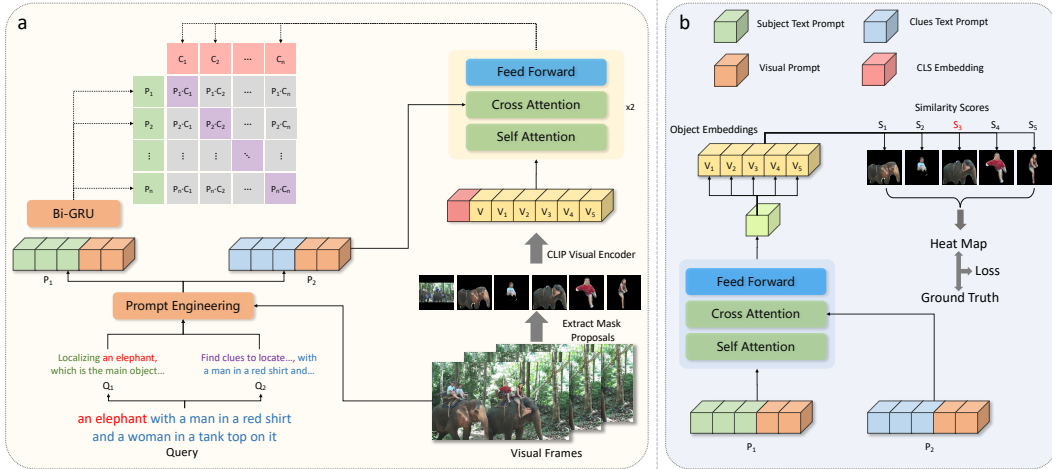 a
C1 C2 ... Cn
P1 P1·C1 P1·C2 ... P1·Cn
P2 P2·C1 P2·C2 ... P2·Cn
⋮ ⋮ ⋮ ⋱ ⋮
Pn Pn·C1 Pn·C2 ... Pn·Cn
Bi-GRU
P1
P2
Prompt Engineering
Localizing an elephant,
which is the main object...
Q1
Find clues to locate..., with
a man in a red shirt and...
Q2
an elephant with a man in a red shirt
and a woman in a tank top on it
Query
Feed Forward
Cross Attention
Self Attention
x2
V V1 V2 V3 V4 V5
CLIP Visual Encoder
Extract Mask
Proposals
Visual Frames
b
Subject Text Prompt
Clues Text Prompt
Visual Prompt
CLS Embedding
Similarity Scores
S1 S2 S3 S4 S5
Object Embeddings
V1 V2 V3 V4 V5
Heat Map
Loss
Ground Truth
Feed Forward
Cross Attention
Self Attention
P1
P2